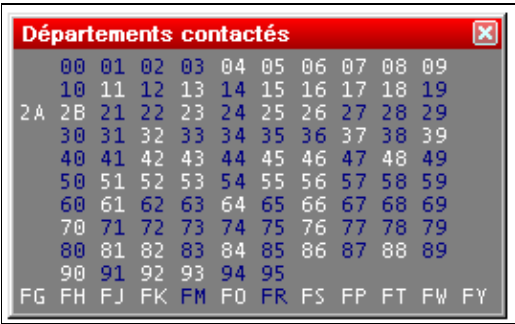 Départements contactés
00 01 02 03 04 05 06 07 08 09
10 11 12 13 14 15 16 17 18 19
2A 2B 21 22 23 24 25 26 27 28 29
30 31 32 33 34 35 36 37 38 39
40 41 42 43 44 45 46 47 48 49
50 51 52 53 54 55 56 57 58 59
60 61 62 63 64 65 66 67 68 69
70 71 72 73 74 75 76 77 78 79
80 81 82 83 84 85 86 87 88 89
90 91 92 93 94 95
FG FH FJ FK FM FO FR FS FP FT FW FY